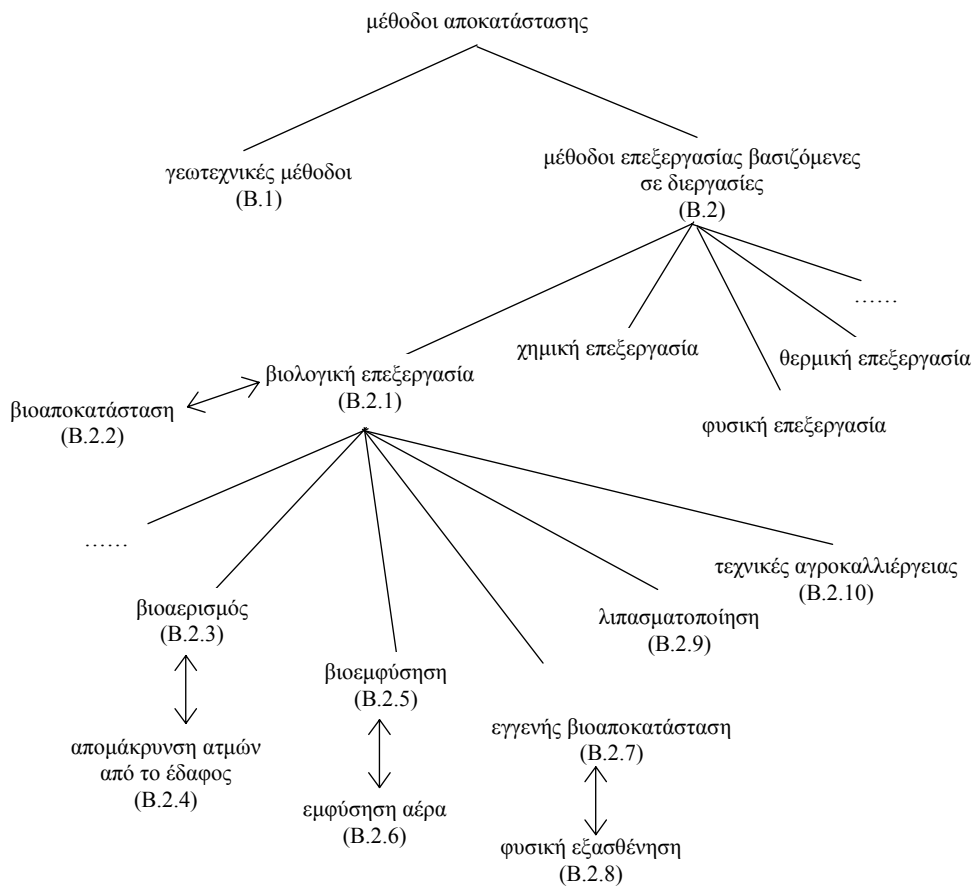 μέθοδοι αποκατάστασης
γεωτεχνικές μέθοδοι
(Β.1)
μέθοδοι επεξεργασίας βασιζόμενες
σε διεργασίες
(Β.2)
……
χημική επεξεργασία
θερμική επεξεργασία
φυσική επεξεργασία
βιολογική επεξεργασία
(Β.2.1)
βιοαποκατάσταση
(Β.2.2)
……
βιοαερισμός
(Β.2.3)
απομάκρυνση ατμών
από το έδαφος
(Β.2.4)
βιοεμφύσηση
(Β.2.5)
εμφύσηση αέρα
(Β.2.6)
εγγενής βιοαποκατάσταση
(Β.2.7)
φυσική εξασθένηση
(Β.2.8)
λιπασματοποίηση
(Β.2.9)
τεχνικές αγροκαλλιέργειας
(Β.2.10)